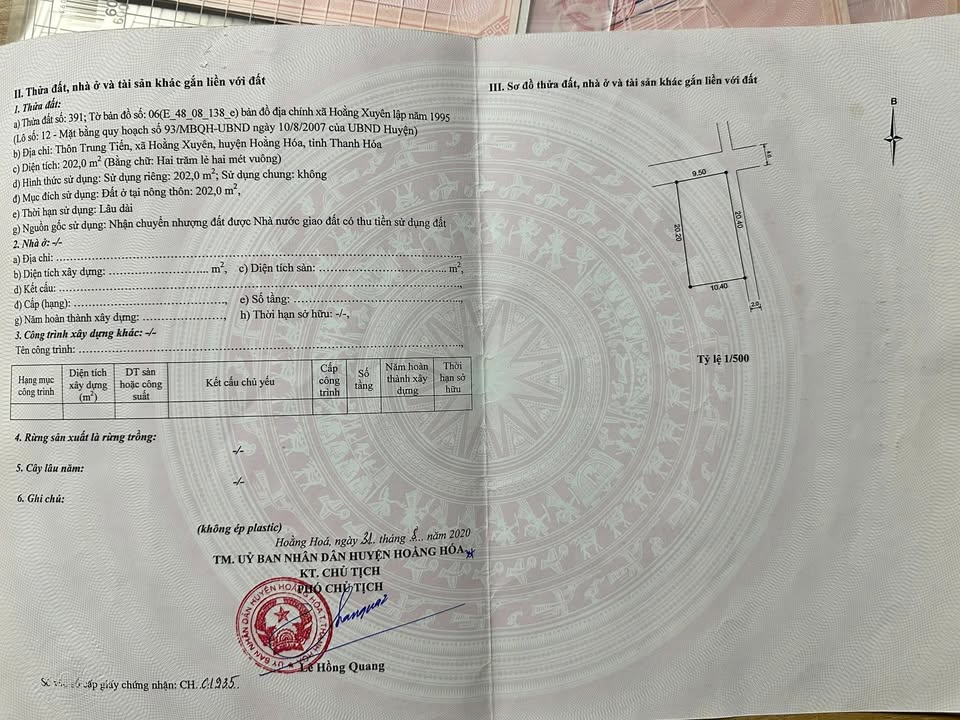 II. Thửa đất, nhà ở và tài sản khác gắn liền với đất
1. Thửa đất:
a) Thửa đất số: 391; Tờ bản đồ số: 06(E_48_08_138_e) bản đồ địa chính xã Hoằng Xuyên lập năm 1995
(Lô số: 12 - Mặt bằng quy hoạch số 93/MBQH-UBND ngày 10/8/2007 của UBND Huyện)
b) Địa chỉ: Thôn Trung Tiến, xã Hoằng Xuyên, huyện Hoằng Hóa, tỉnh Thanh Hóa
c) Diện tích: 202,0 m² (Bằng chữ: Hai trăm lẻ hai mét vuông)
d) Hình thức sử dụng: Sử dụng riêng: 202,0 m²; Sử dụng chung: không
đ) Mục đích sử dụng: Đất ở tại nông thôn: 202,0 m²,
e) Thời hạn sử dụng: Lâu dài
g) Nguồn gốc sử dụng: Nhận chuyển nhượng đất được Nhà nước giao đất có thu tiền sử dụng đất
2. Nhà ở: -/-
a) Địa chỉ: ...,
b) Diện tích xây dựng: ... m², c) Diện tích sàn: ... m²,
d) Kết cấu: ...,
đ) Cấp (hạng): ..., e) Số tầng: ...,
g) Năm hoàn thành xây dựng: ..., h) Thời hạn sở hữu: -/-,
3. Công trình xây dựng khác: -/-
Tên công trình: ...,
Hạng mục công trình
Diện tích xây dựng (m²)
DT sàn hoặc công suất
Kết cấu chủ yếu
Cấp công trình
Số tầng
Năm hoàn thành xây dựng
Thời hạn sở hữu
4. Rừng sản xuất là rừng trồng:
-/-
5. Cây lâu năm:
-/-
6. Ghi chú:
(không ép plastic)
Hoằng Hoá, ngày 31 tháng 8 năm 2020
TM. UỶ BAN NHÂN DÂN HUYỆN HOẰNG HÓA
KT. CHỦ TỊCH
PHÓ CHỦ TỊCH
Lê Hồng Quang
Số vào sổ cấp giấy chứng nhận: CH. 01935
III. Sơ đồ thửa đất, nhà ở và tài sản khác gắn liền với đất
B
9.50
20.40
20.20
10.40
2.0
Tỷ lệ 1/500